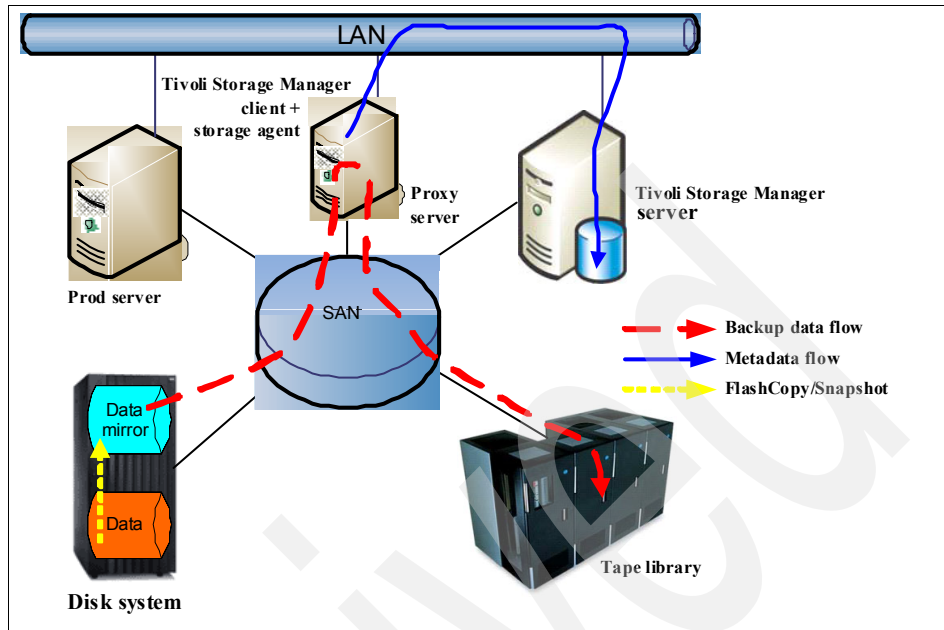 LAN
Tivoli Storage Manager
client +
storage agent
Proxy
server
Tivoli Storage Manager
server
Prod server
SAN
Backup data flow
Metadata flow
FlashCopy/Snapshot
Data
mirror
Data
Disk system
Tape library